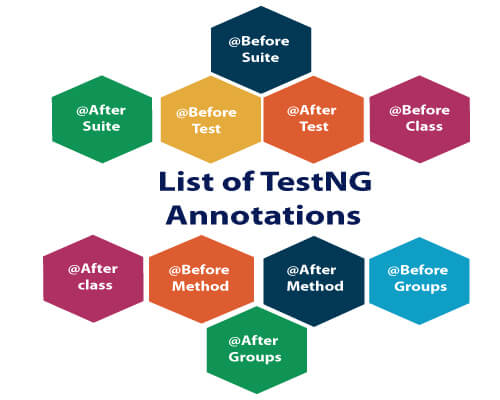 @Before
Suite
@After
Suite
@Before
Test
@After
Test
@Before
Class
List of TestNG
Annotations
@After
class
@Before
Method
@After
Method
@Before
Groups
@After
Groups